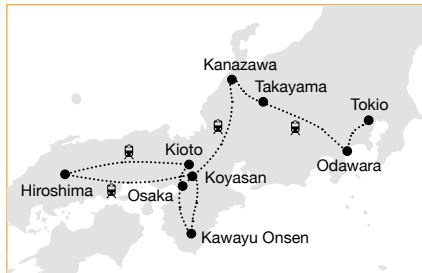 Kanazawa
Takayama
Tokio
Kioto
Odawara
Koyasan
Hiroshima
Osaka
Kawayu Onsen